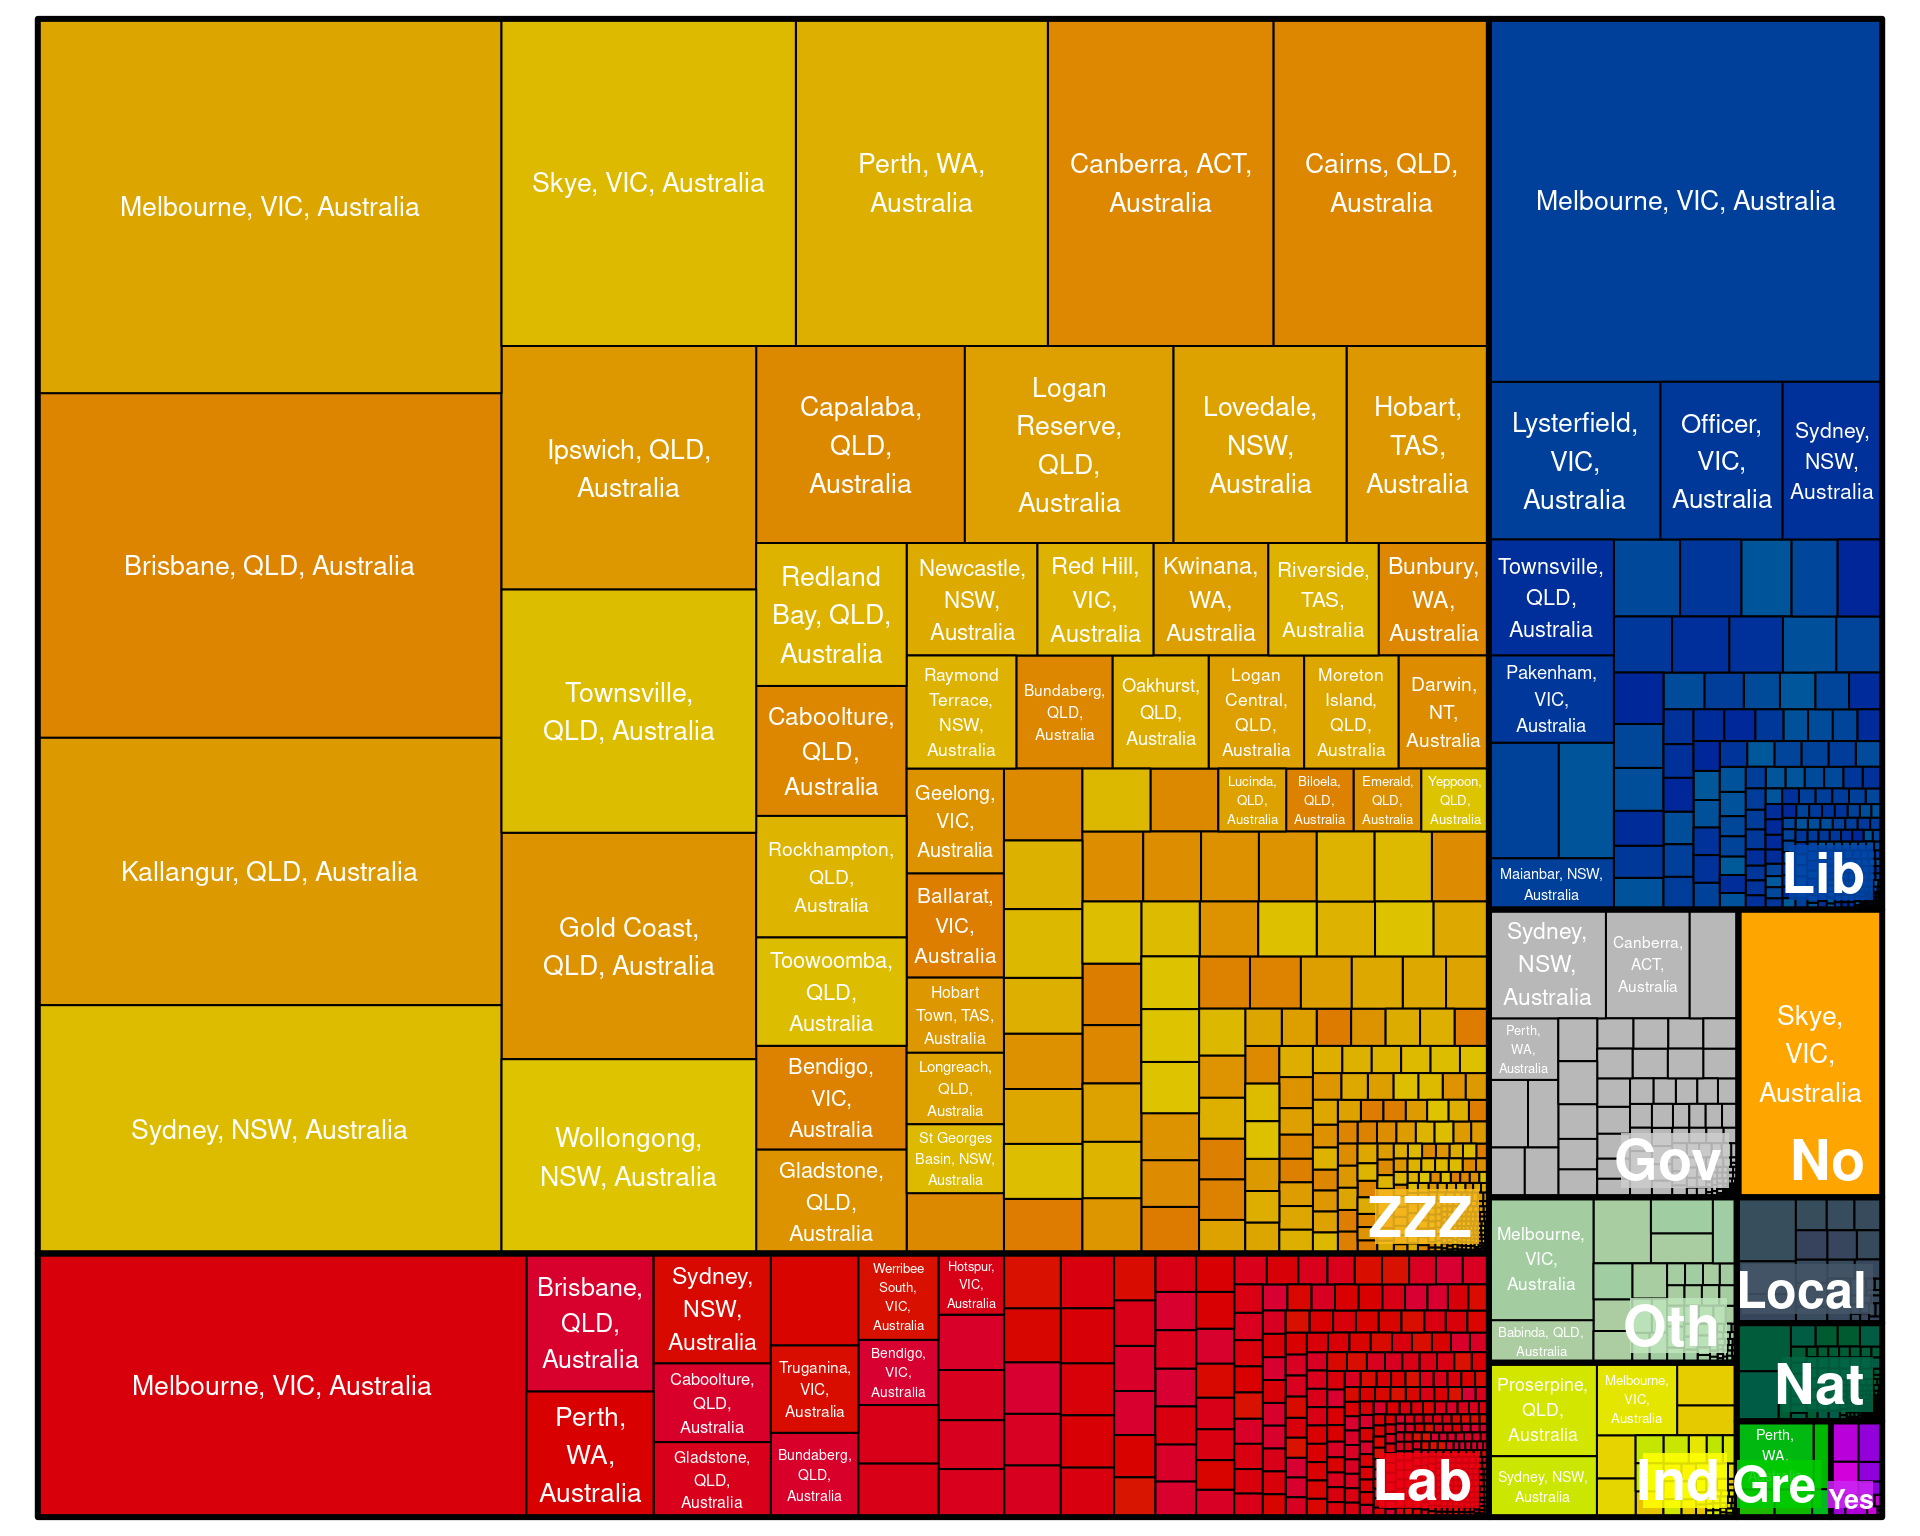 Melbourne, VIC, Australia
Brisbane, QLD, Australia
Kallangur, QLD, Australia
Sydney, NSW, Australia
Skye, VIC, Australia
Perth, WA,
Australia
Canberra, ACT,
Australia
Cairns, QLD,
Australia
Ipswich, QLD,
Australia
Townsville,
QLD, Australia
Gold Coast,
QLD, Australia
Wollongong,
NSW, Australia
Capalaba,
QLD,
Australia
Logan
Reserve,
QLD,
Australia
Lovedale,
NSW,
Australia
Hobart,
TAS,
Australia
Redland
Bay, QLD,
Australia
Caboolture,
QLD,
Australia
Rockhampton,
QLD,
Australia
Toowoomba,
QLD,
Australia
Bendigo,
VIC,
Australia
Gladstone,
QLD,
Australia
Newcastle,
NSW,
Australia
Red Hill,
VIC,
Australia
Kwinana,
WA,
Australia
Riverside,
TAS,
Australia
Bunbury,
WA,
Australia
Raymond
Terrace,
NSW,
Australia
Bundaberg,
QLD,
Australia
Oakhurst,
QLD,
Australia
Logan
Central,
QLD,
Australia
Moreton
Island,
QLD,
Australia
Darwin,
NT,
Australia
Geelong,
VIC,
Australia
Ballarat,
VIC,
Australia
Hobart
Town, TAS,
Australia
Longreach,
QLD,
Australia
St Georges
Basin, NSW,
Australia
Lucinda,
QLD,
Australia
Biloela,
QLD,
Australia
Emerald,
QLD,
Australia
Yeppoon,
QLD,
Australia
ZZZ
Melbourne, VIC, Australia
Brisbane,
QLD,
Australia
Perth,
WA,
Australia
Sydney,
NSW,
Australia
Caboolture,
QLD,
Australia
Gladstone,
QLD,
Australia
Truganina,
VIC,
Australia
Bundaberg,
QLD,
Australia
Werribee
South,
VIC,
Australia
Bendigo,
VIC,
Australia
Hotspur,
VIC,
Australia
Lab
Melbourne, VIC, Australia
Lysterfield,
VIC,
Australia
Officer,
VIC,
Australia
Sydney,
NSW,
Australia
Townsville,
QLD,
Australia
Pakenham,
VIC,
Australia
Maianbar, NSW,
Australia
Lib
Sydney,
NSW,
Australia
Canberra,
ACT,
Australia
Perth,
WA,
Australia
Gov
Skye,
VIC,
Australia
No
Melbourne,
VIC,
Australia
Babinda, QLD,
Australia
Oth
Local
Nat
Proserpine,
QLD,
Australia
Sydney, NSW,
Australia
Melbourne,
VIC,
Australia
Ind
Perth,
WA,
Gre
Yes